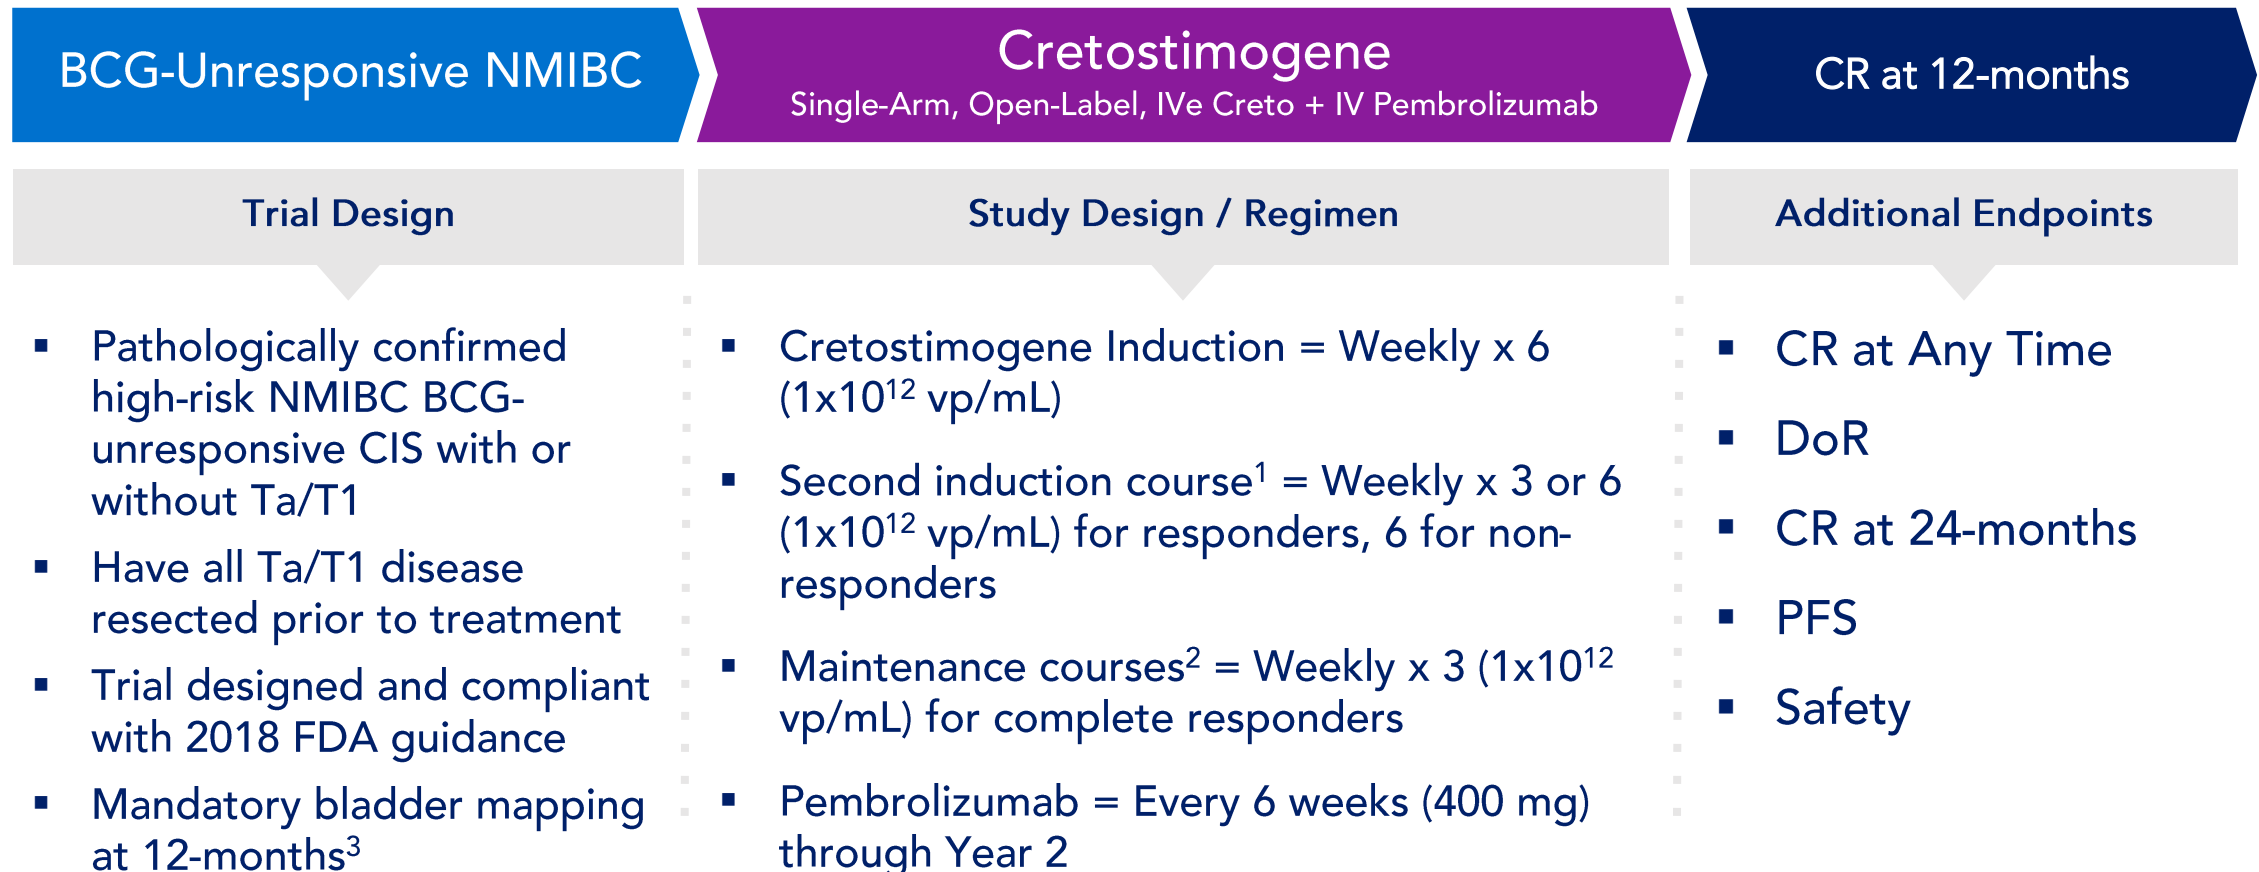 BCG-Unresponsive NMIBC
Cretostimogene
Single-Arm, Open-Label, IVe Creto + IV Pembrolizumab
CR at 12-months
Trial Design
▪ Pathologically confirmed
high-risk NMIBC BCG-
unresponsive CIS with or
without Ta/T1
▪ Have all Ta/T1 disease
resected prior to treatment
▪ Trial designed and compliant
with 2018 FDA guidance
▪ Mandatory bladder mapping
at 12-months³
Study Design / Regimen
▪ Cretostimogene Induction = Weekly x 6
(1x10¹² vp/mL)
▪ Second induction course¹ = Weekly x 3 or 6
(1x10¹² vp/mL) for responders, 6 for non-
responders
▪ Maintenance courses² = Weekly x 3 (1x10¹²
vp/mL) for complete responders
▪ Pembrolizumab = Every 6 weeks (400 mg)
through Year 2
Additional Endpoints
▪ CR at Any Time
▪ DoR
▪ CR at 24-months
▪ PFS
▪ Safety